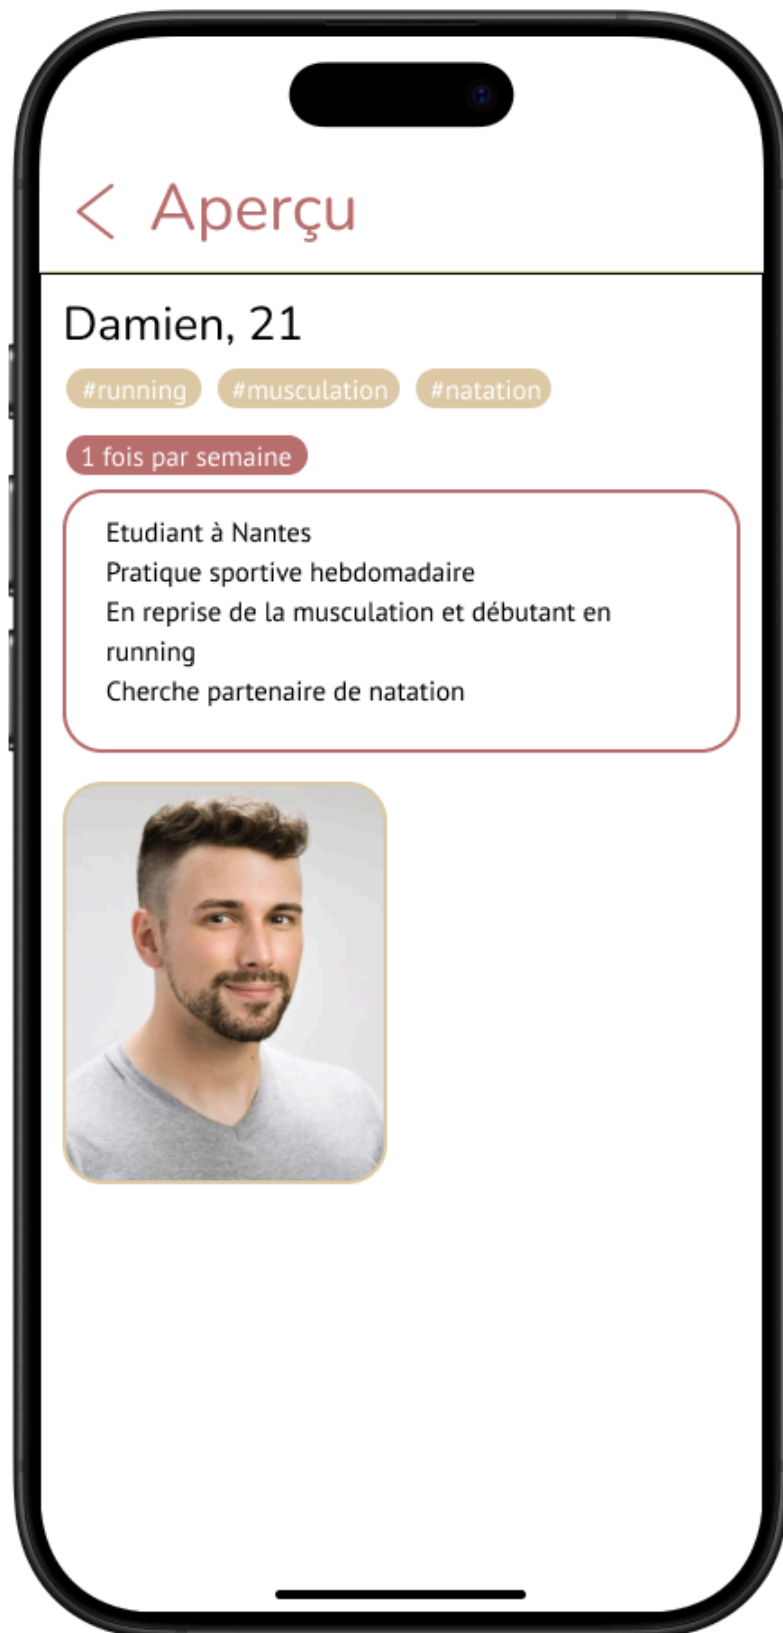 Aperçu
Damien, 21
#running #musculation #natation
1 fois par semaine
Etudiant à Nantes
Pratique sportive hebdomadaire
En reprise de la musculation et débutant en
running
Cherche partenaire de natation